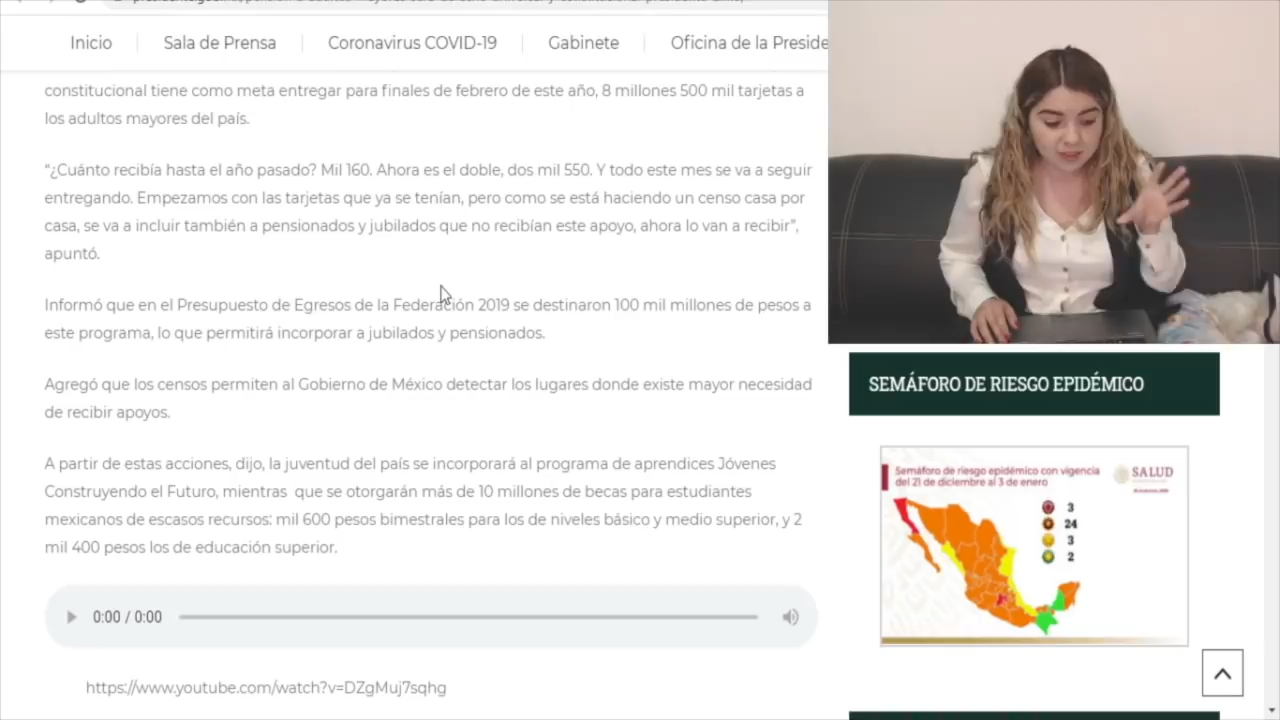 Inicio
Sala de Prensa
Coronavirus COVID-19
Gabinete
Oficina de la Preside
constitucional tiene como meta entregar para finales de febrero de este año, 8 millones 500 mil tarjetas a
los adultos mayores del país.
“¿Cuánto recibía hasta el año pasado? Mil 160. Ahora es el doble, dos mil 550. Y todo este mes se va a seguir
entregando. Empezamos con las tarjetas que ya se tenían, pero como se está haciendo un censo casa por
casa, se va a incluir también a pensionados y jubilados que no recibían este apoyo, ahora lo van a recibir”,
apuntó.
Informó que en el Presupuesto de Egresos de la Federación 2019 se destinaron 100 mil millones de pesos a
este programa, lo que permitirá incorporar a jubilados y pensionados.
Agregó que los censos permiten al Gobierno de México detectar los lugares donde existe mayor necesidad
de recibir apoyos.
A partir de estas acciones, dijo, la juventud del país se incorporará al programa de aprendices Jóvenes
Construyendo el Futuro, mientras que se otorgarán más de 10 millones de becas para estudiantes
mexicanos de escasos recursos: mil 600 pesos bimestrales para los de niveles básico y medio superior, y 2
mil 400 pesos los de educación superior.
0:00 / 0:00
https://www.youtube.com/watch?v=DZgMuj7sqhg
SEMÁFORO DE RIESGO EPIDÉMICO
Semáforo de riesgo epidémico con vigencia
del 21 de diciembre al 3 de enero
SALUD
3
24
3
2